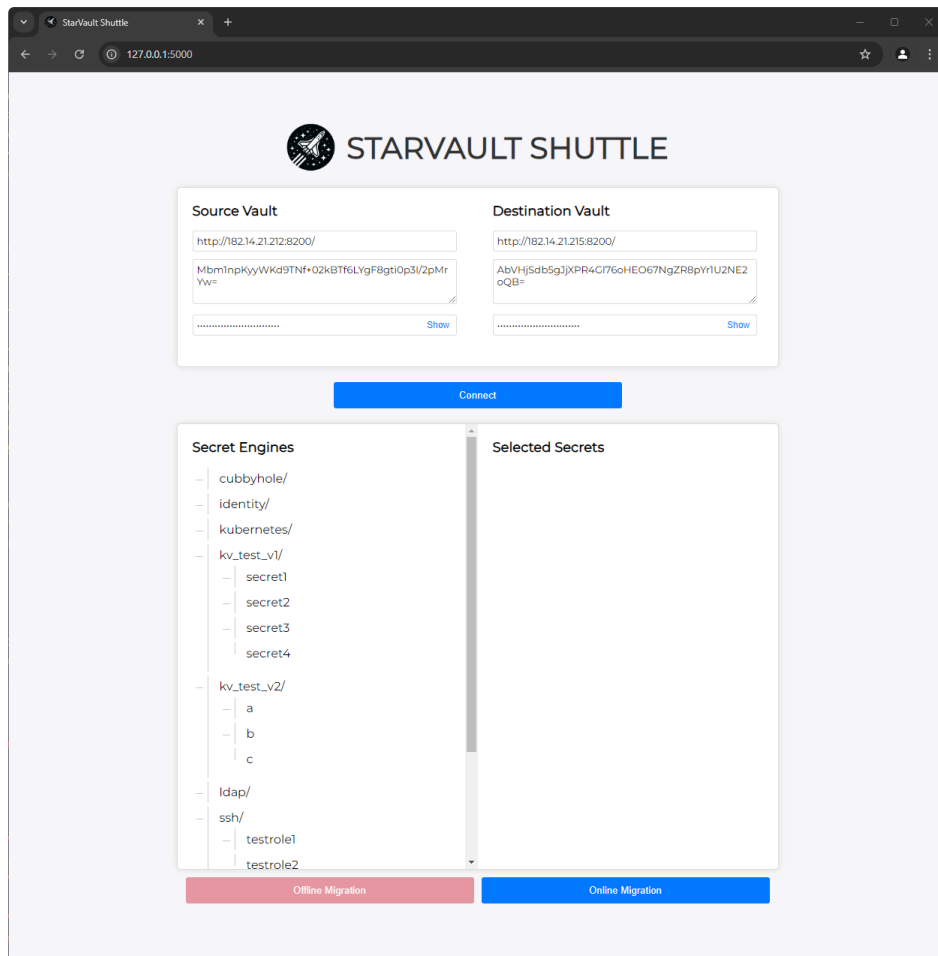 StarVault Shuttle
127.0.0.1:5000
STARVAULT SHUTTLE
Source Vault
http://182.14.21.212:8200/
Mbm1npKyyWKd9TNf+02kBTf6LYgF8gti0p3I/2pMr
Yw=
Show
Destination Vault
http://182.14.21.215:8200/
AbVHjSdb5gJjXPR4Gl76oHEO67NgZR8pYr1U2NE2
oQB=
Show
Connect
Secret Engines
cubbyhole/
identity/
kubernetes/
kv_test_v1/
secret1
secret2
secret3
secret4
kv_test_v2/
a
b
c
ldap/
ssh/
testrole1
testrole2
Selected Secrets
Offline Migration
Online Migration